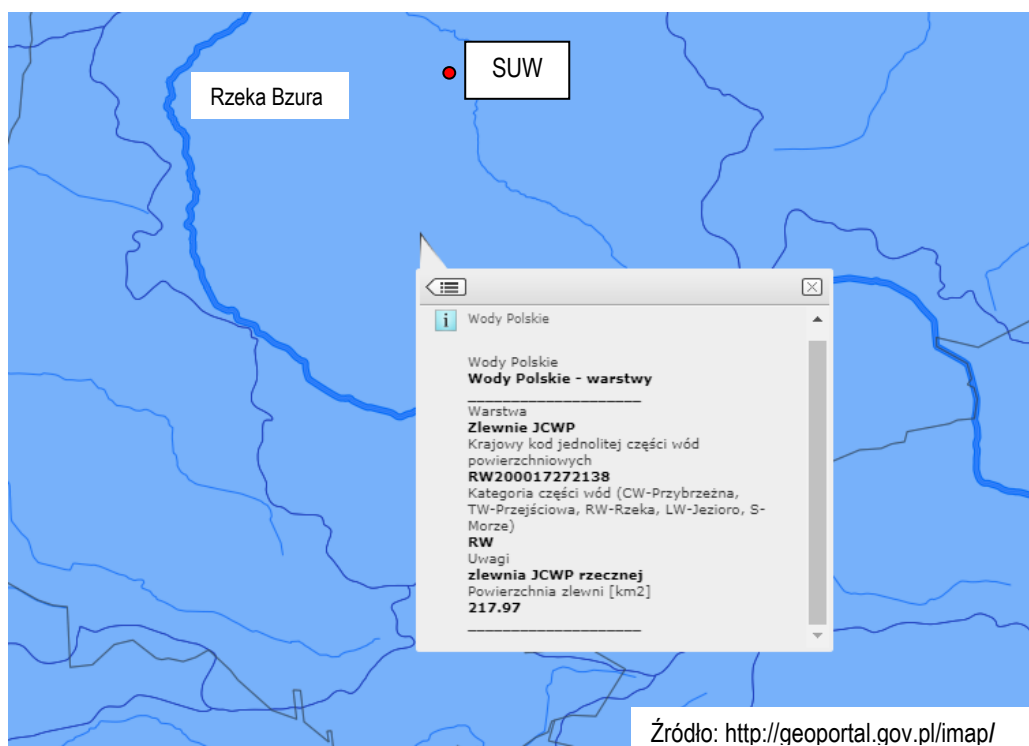 SUW
Rzeka Bzura
i
Wody Polskie
Wody Polskie
Wody Polskie - warstwy
____________________
Warstwa
Zlewnie JCWP
Krajowy kod jednolitej części wód
powierzchniowych
RW200017272138
Kategoria części wód (CW-Przybrzeżna,
TW-Przejściowa, RW-Rzeka, LW-Jezioro, S-
Morze)
RW
Uwagi
zlewnia JCWP rzecznej
Powierzchnia zlewni [km2]
217.97
____________________
Źródło: http://geoportal.gov.pl/imap/